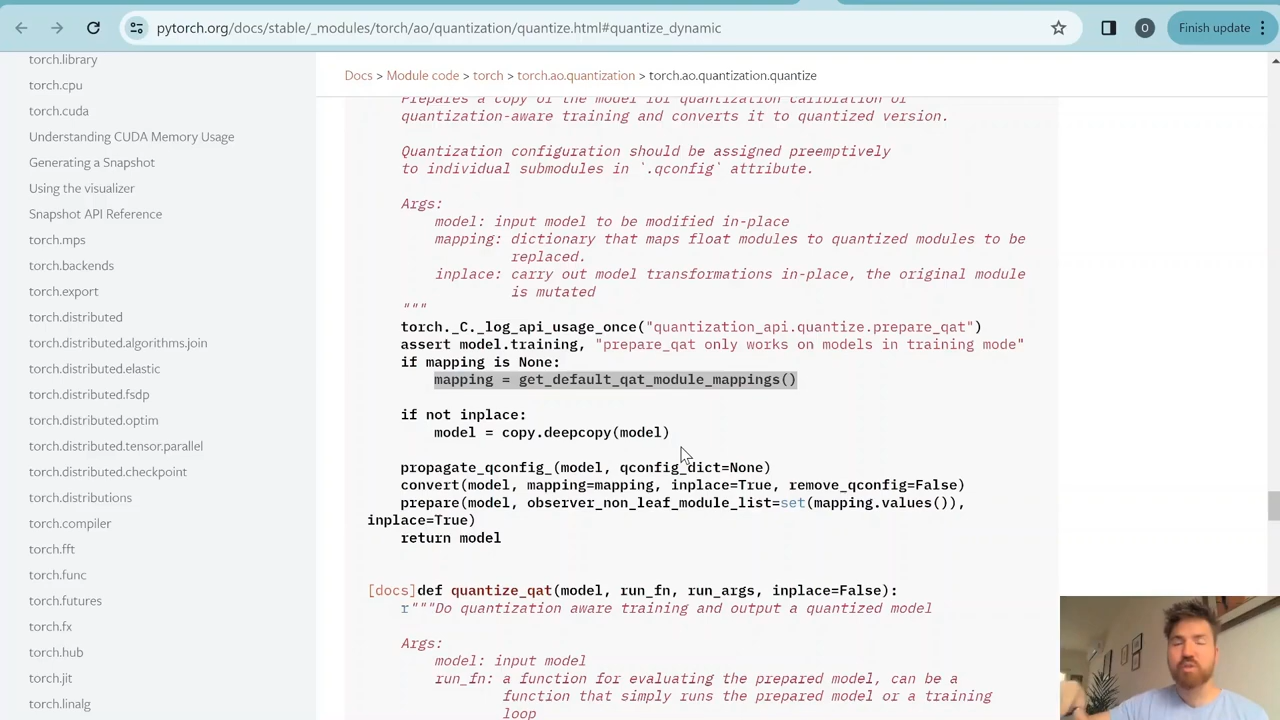 pytorch.org/docs/stable/_modules/torch/ao/quantization/quantize.html#quantize_dynamic
O
Finish update
torch.library
torch.cpu
torch.cuda
Understanding CUDA Memory Usage
Generating a Snapshot
Using the visualizer
Snapshot API Reference
torch.mps
torch.backends
torch.export
torch.distributed
torch.distributed.algorithms.join
torch.distributed.elastic
torch.distributed.fsdp
torch.distributed.optim
torch.distributed.tensor.parallel
torch.distributed.checkpoint
torch.distributions
torch.compiler
torch.fft
torch.func
torch.futures
torch.fx
torch.hub
torch.jit
torch.linalg
Docs > Module code > torch > torch.ao.quantization > torch.ao.quantization.quantize
Prepares a copy of the model for quantization calibration or
quantization-aware training and converts it to quantized version.
Quantization configuration should be assigned preemptively
to individual submodules in `.qconfig` attribute.
Args:
model: input model to be modified in-place
mapping: dictionary that maps float modules to quantized modules to be
replaced.
inplace: carry out model transformations in-place, the original module
is mutated
"""
torch._C._log_api_usage_once("quantization_api.quantize.prepare_qat")
assert model.training, "prepare_qat only works on models in training mode"
if mapping is None:
mapping = get_default_qat_module_mappings()
if not inplace:
model = copy.deepcopy(model)
propagate_qconfig_(model, qconfig_dict=None)
convert(model, mapping=mapping, inplace=True, remove_qconfig=False)
prepare(model, observer_non_leaf_module_list=set(mapping.values()),
inplace=True)
return model
[docs]def quantize_qat(model, run_fn, run_args, inplace=False):
r"""Do quantization aware training and output a quantized model
Args:
model: input model
run_fn: a function for evaluating the prepared model, can be a
function that simply runs the prepared model or a training
loop